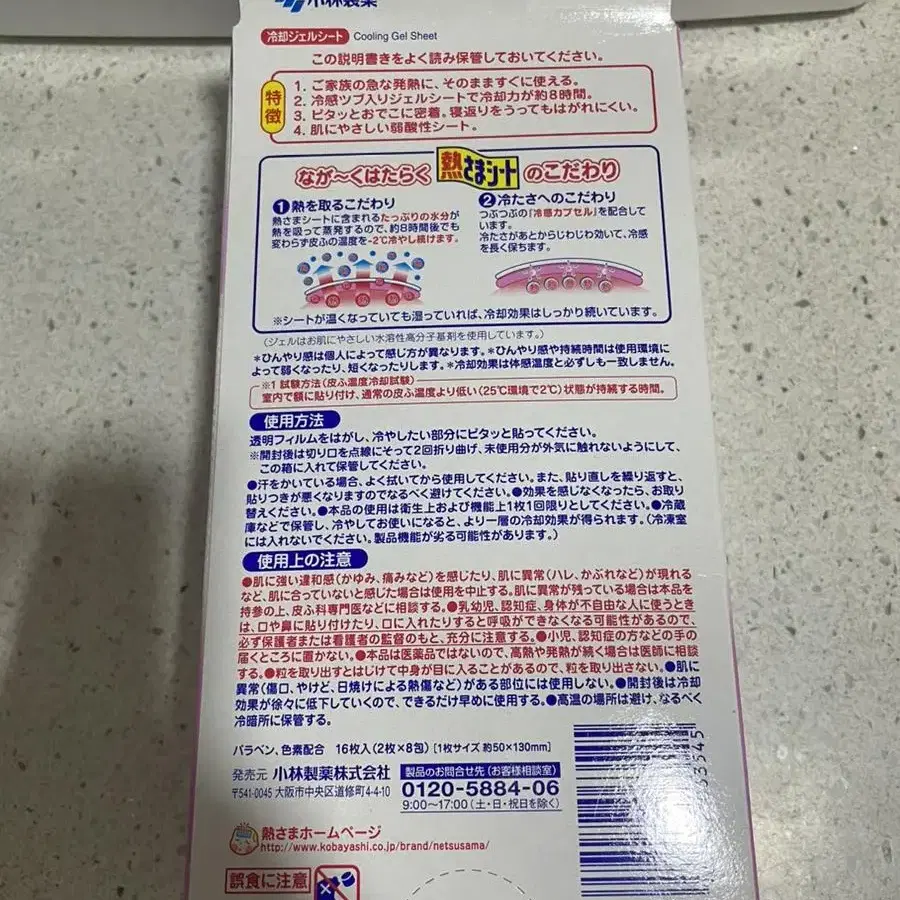 小林製薬
冷却ジェルシート Cooling Gel Sheet
この説明書きをよく読み保管しておいてください。
特徴
1. ご家族の急な発熱に、そのまますぐに使える。
2. 冷感ツブ入りジェルシートで冷却力が約8時間。
3. ピタッとおでこに密着。寝返りをうってもはがれにくい。
4. 肌にやさしい弱酸性シート。
なが〜くはたらく 熱さまシート のこだわり
1 熱を取るこだわり
熱さまシートに含まれるたっぷりの水分が
熱を吸って蒸発するので、約8時間後でも
変わらず皮ふの温度を-2℃冷やし続けます。
2 冷たさへのこだわり
つぶつぶの「冷感カプセル」を配合して
います。
冷たさがあとからじわじわ効いて、冷感
を長く保ちます。
※シートが温くなっていても湿っていれば、冷却効果はしっかり続いています。
(ジェルはお肌にやさしい水溶性高分子基剤を使用しています。)
*ひんやり感は個人によって感じ方が異なります。*ひんやり感や持続時間は使用環境に
よって弱くなったり、短くなったりします。*冷却効果は体感温度と必ずしも一致しません。
※1 試験方法(皮ふ温度冷却試験)
室内で額に貼り付け、通常の皮ふ温度より低い(25℃環境で2℃)状態が持続する時間。
使用方法
透明フィルムをはがし、冷やしたい部分にピタッと貼ってください。
※開封後は切り口を点線にそって2回折り曲げ、未使用分が外気に触れないようにして、
この箱に入れて保管してください。
●汗をかいている場合、よく拭いてから使用してください。また、貼り直しを繰り返すと、
貼りつきが悪くなりますのでなるべく避けてください。●効果を感じなくなったら、お取り
替えください。●本品の使用は衛生上および機能上1枚1回限りとしてください。●冷蔵
庫などで保管し、冷やしてお使いになると、より一層の冷却効果が得られます。(冷凍室
には入れないでください。製品機能が劣る可能性があります。)
使用上の注意
●肌に強い違和感(かゆみ、痛みなど)を感じたり、肌に異常(ハレ、かぶれなど)が現れる
など、肌に合っていないと感じた場合は使用を中止する。肌に異常が残っている場合は本品を
持参の上、皮ふ科専門医などに相談する。●乳幼児、認知症、身体が不自由な人に使うとき
は、口や鼻に貼り付けたり、口に入れたりすると呼吸ができなくなる可能性があるので、
必ず保護者または看護者の監督のもと、充分に注意する。●小児、認知症の方などの手の
届くところに置かない。●本品は医薬品ではないので、高熱や発熱が続く場合は医師に相談
する。●粒を取り出すとはじけて中身が目に入ることがあるので、粒を取り出さない。●肌に
異常(傷口、やけど、日焼けによる熱傷など)がある部位には使用しない。●開封後は冷却
効果が徐々に低下していくので、できるだけ早めに使用する。●高温の場所は避け、なるべく
冷暗所に保管する。
パラベン、色素配合 16枚入(2枚×8包) [1枚サイズ 約50×130mm]
発売元 小林製薬株式会社
〒541-0045 大阪市中央区道修町4-4-10
製品のお問合せ先(お客様相談室)
0120-5884-06
9:00〜17:00(土・日・祝日を除く)
熱さまホームページ
http://www.kobayashi.co.jp/brand/netsusama/
誤食に注意